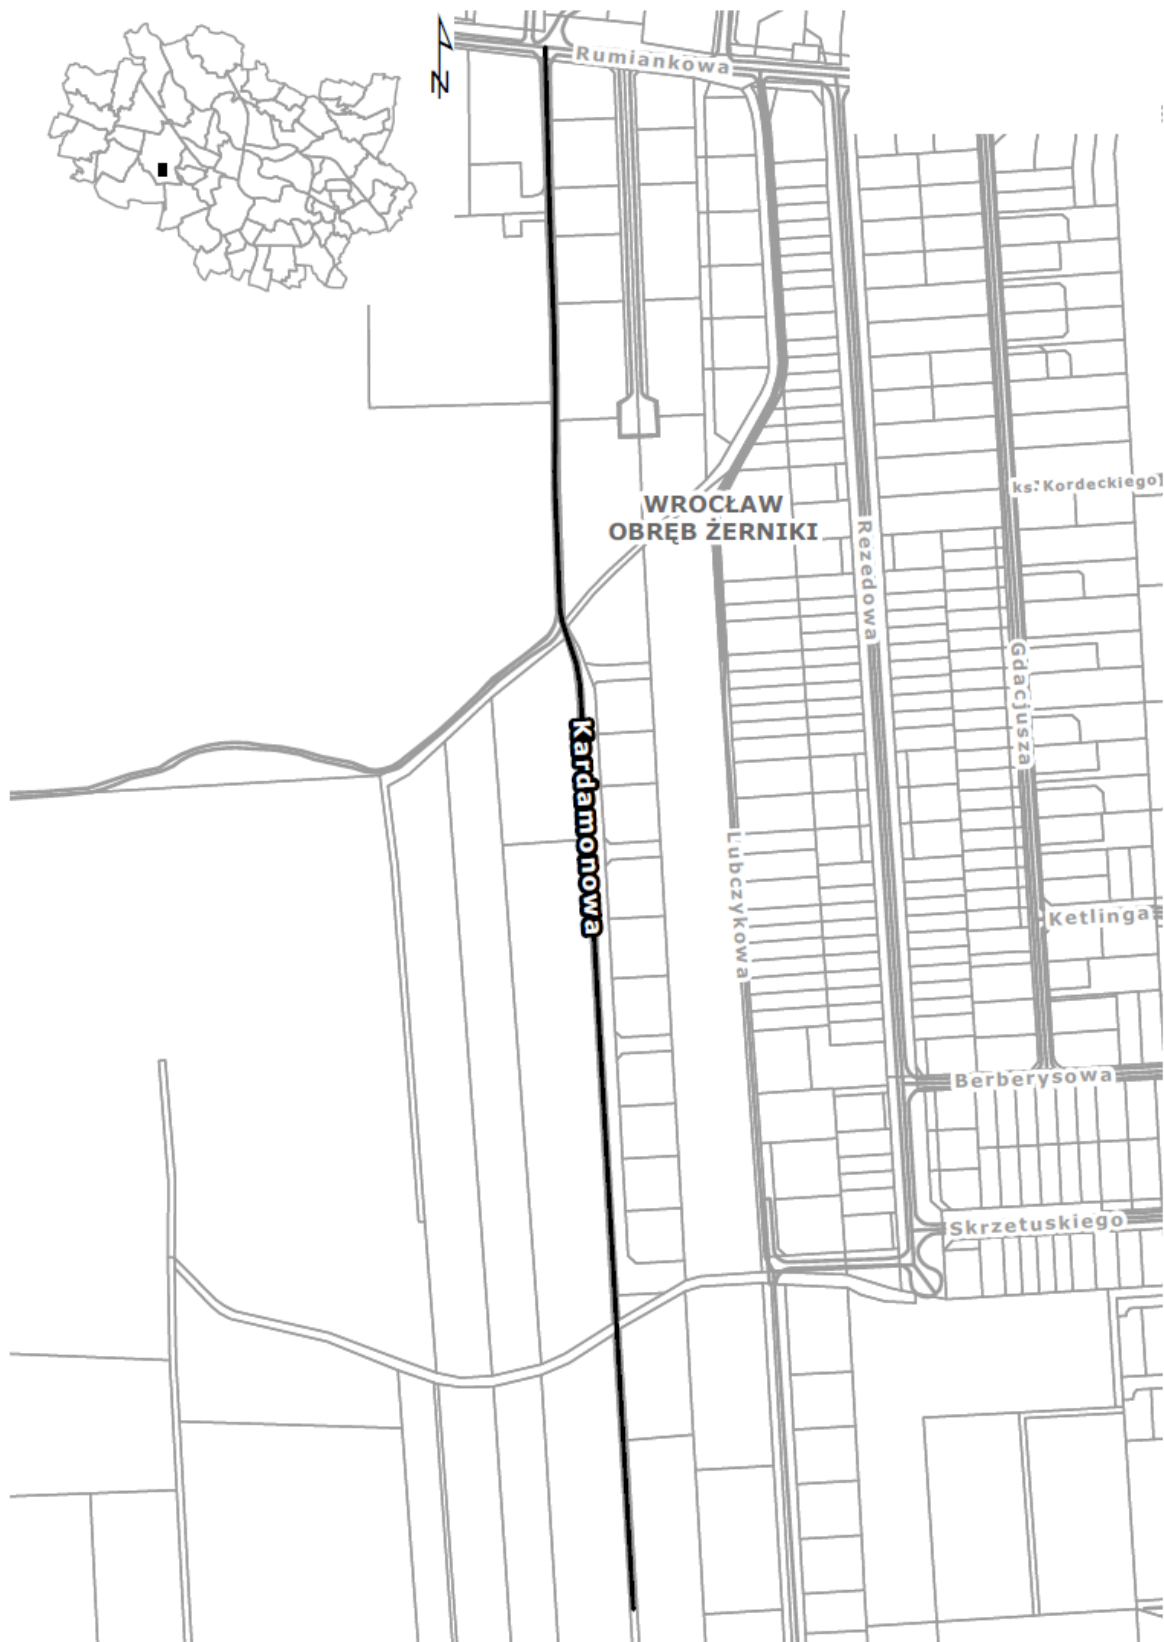 N
Rumiankowa
ks. Kordeckiego
WROCŁAW
OBRĘB ŻERNIKI
Rezedowa
Gdacjusza
Kardamonowa
Lubczykowa
Ketlinga
Berberysowa
Skrzetuskiego